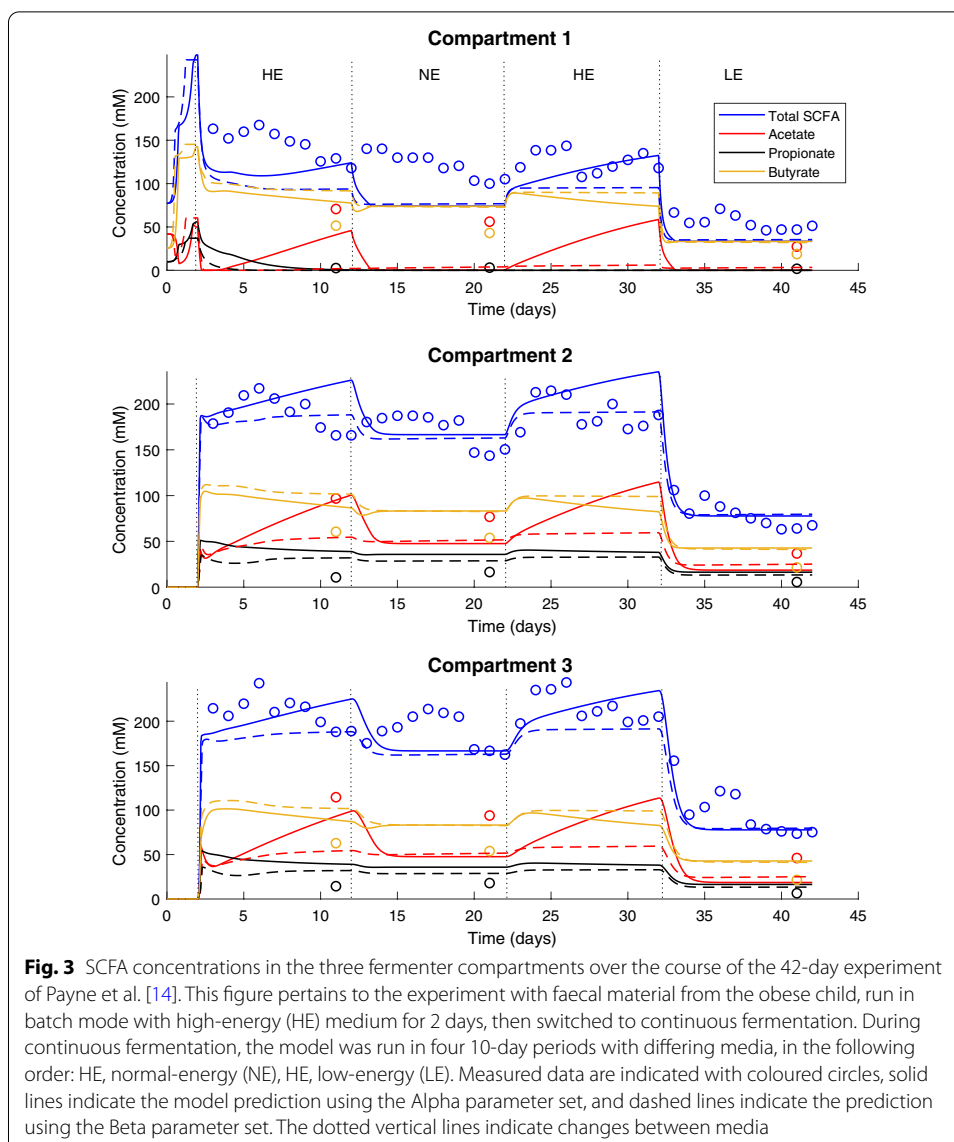 Compartment 1
HE NE HE LE
Total SCFA
Acetate
Propionate
Butyrate
Concentration (mM)
200
150
100
50
0
0 5 10 15 20 25 30 35 40 45
Time (days)
Compartment 2
Concentration (mM)
200
150
100
50
0
0 5 10 15 20 25 30 35 40 45
Time (days)
Compartment 3
Concentration (mM)
200
150
100
50
0
0 5 10 15 20 25 30 35 40 45
Time (days)
Fig. 3 SCFA concentrations in the three fermenter compartments over the course of the 42-day experiment
of Payne et al. [14]. This figure pertains to the experiment with faecal material from the obese child, run in
batch mode with high-energy (HE) medium for 2 days, then switched to continuous fermentation. During
continuous fermentation, the model was run in four 10-day periods with differing media, in the following
order: HE, normal-energy (NE), HE, low-energy (LE). Measured data are indicated with coloured circles, solid
lines indicate the model prediction using the Alpha parameter set, and dashed lines indicate the prediction
using the Beta parameter set. The dotted vertical lines indicate changes between media